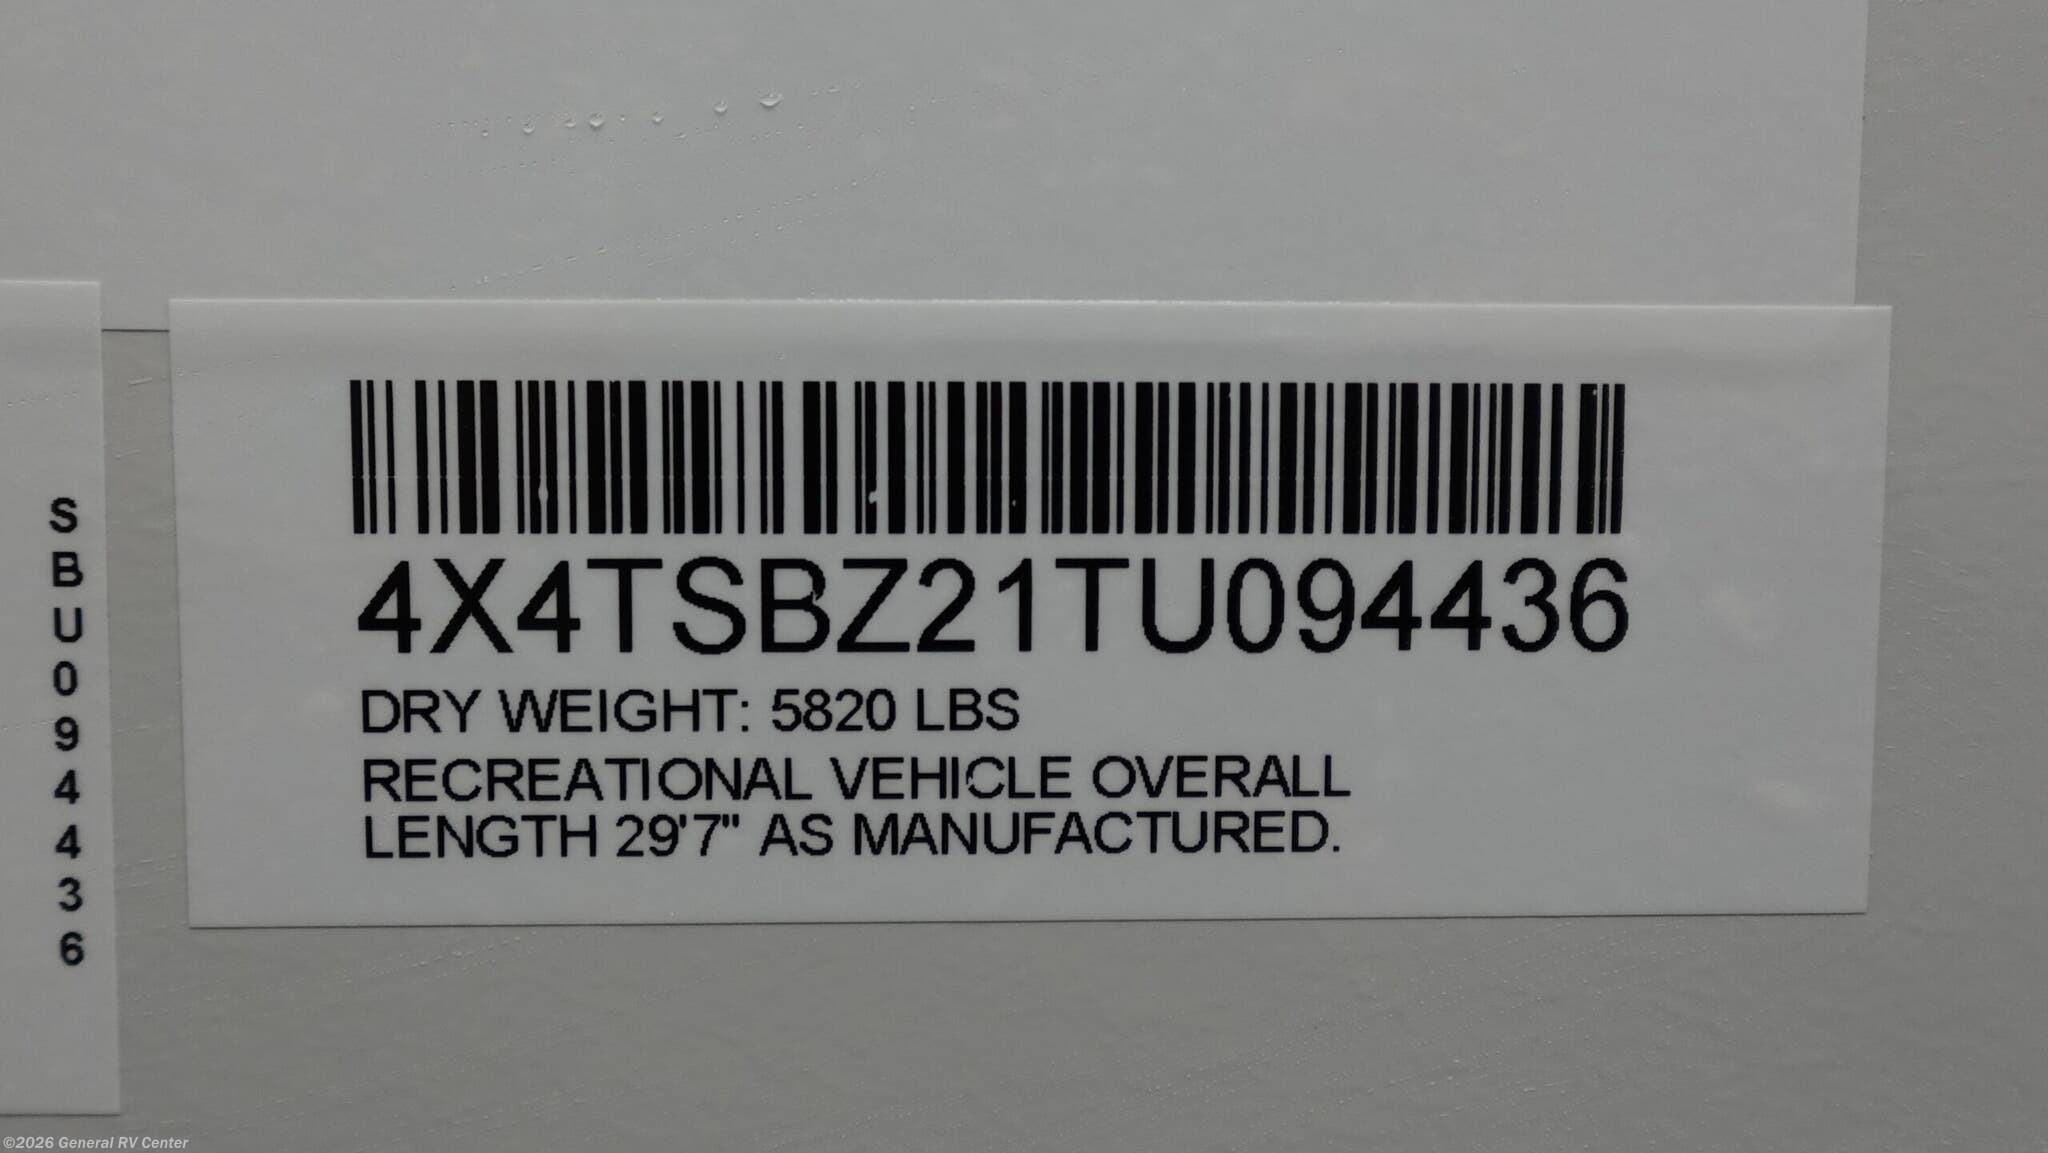 4X4TSBZ21TU094436
DRY WEIGHT: 5820 LBS
RECREATIONAL VEHICLE OVERALL
LENGTH 29'7" AS MANUFACTURED.
SBU094436
©2026 General RV Center